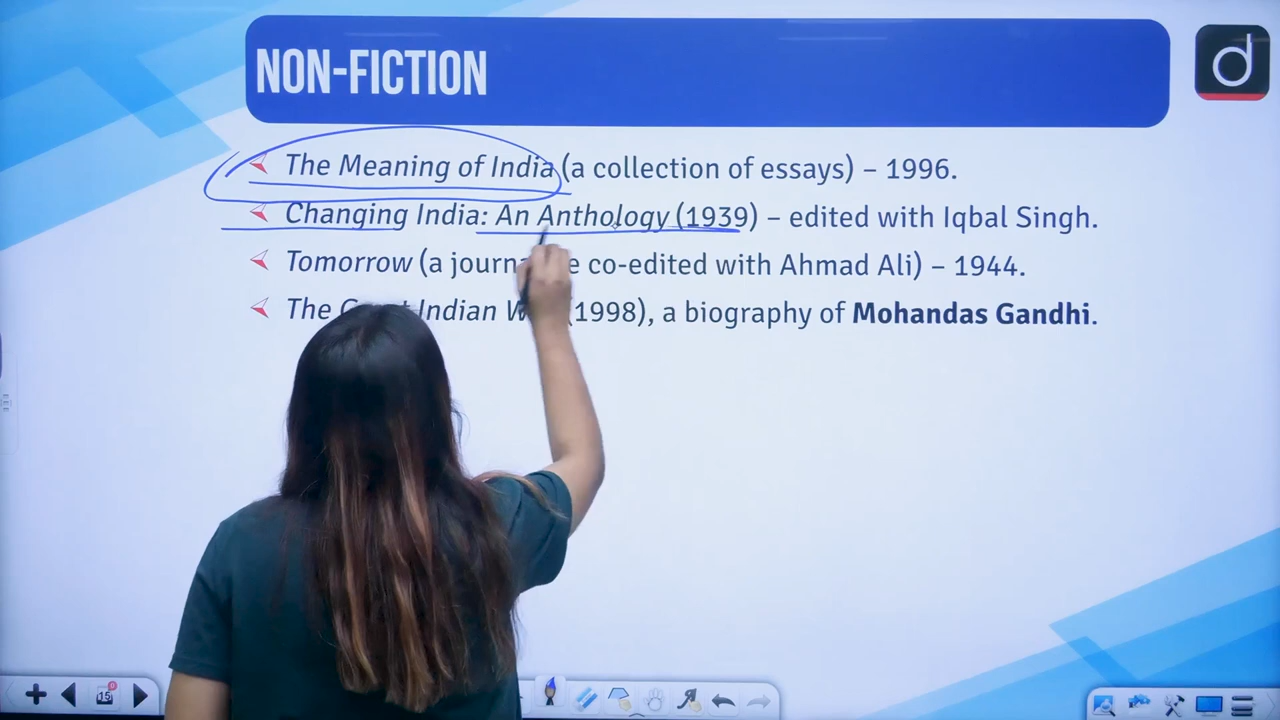 NON-FICTION
The Meaning of India (a collection of essays) – 1996.
Changing India: An Anthology (1939) – edited with Iqbal Singh.
Tomorrow (a co-edited with Ahmad Ali) – 1944.
The Indian (1998), a biography of Mohandas Gandhi.
d
15